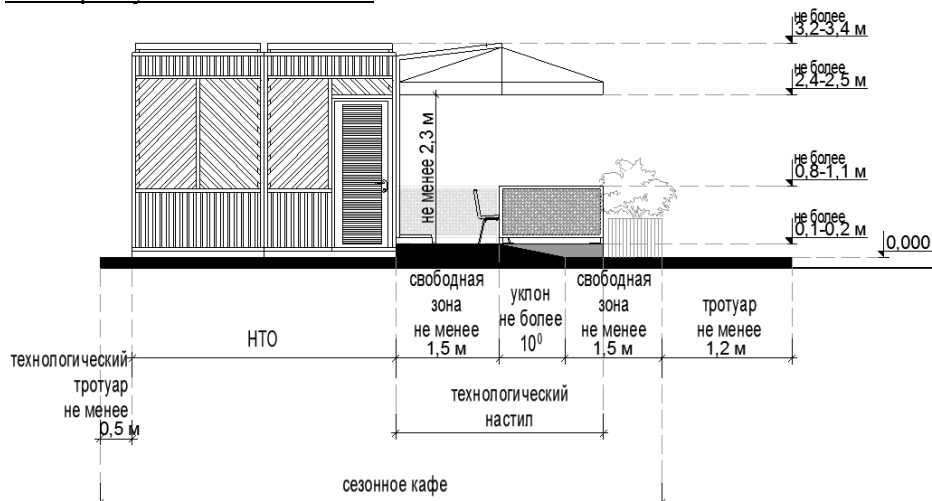 не более
3,2-3,4 м
не более
2,4-2,5 м
не менее 2,3 м
не более
0,8-1,1 м
не более
0,1-0,2 м
0,000
свободная
зона
не менее
1,5 м
уклон
не более
10⁰
свободная
зона
не менее
1,5 м
тротуар
не менее
1,2 м
НТО
технологический
тротуар
не менее
0,5 м
технологический
настил
сезонное кафе